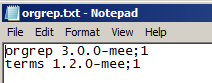 orgrep.txt - Notepad
File Edit Format View Help
orgrep 3.0.0-mee;1
terms 1.2.0-mee;1